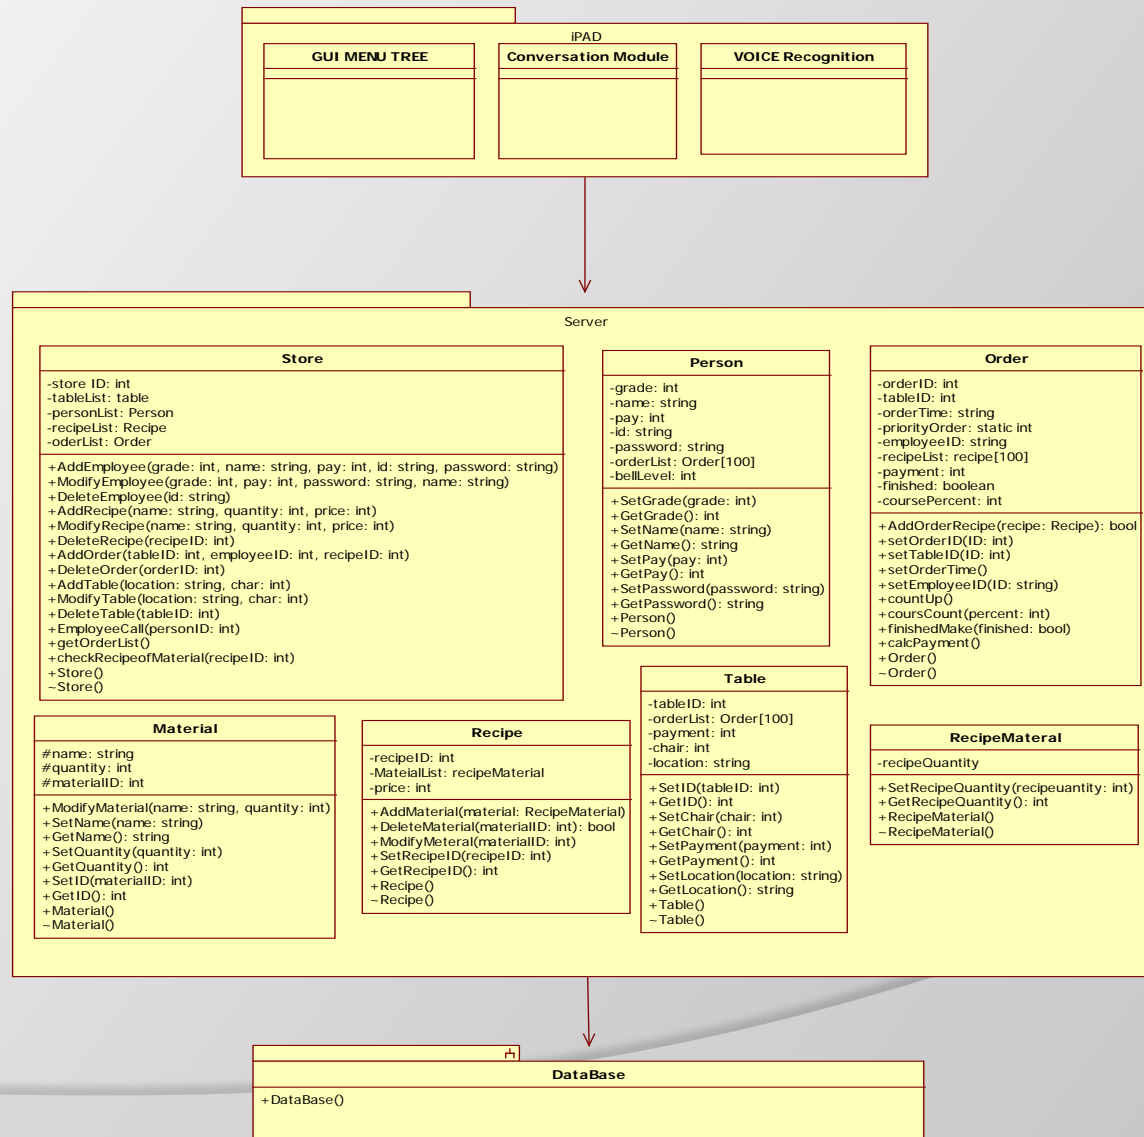 iPAD
GUI MENU TREE
Conversation Module
VOICE Recognition
Server
Store
-store ID: int
-tableList: table
-personList: Person
-recipeList: Recipe
-oderList: Order
+AddEmployee(grade: int, name: string, pay: int, id: string, password: string)
+ModifyEmployee(grade: int, pay: int, password: string, name: string)
+DeleteEmployee(id: string)
+AddRecipe(name: string, quantity: int, price: int)
+ModifyRecipe(name: string, quantity: int, price: int)
+DeleteRecipe(recipeID: int)
+AddOrder(tableID: int, employeeID: int, recipeID: int)
+DeleteOrder(orderID: int)
+AddTable(location: string, char: int)
+ModifyTable(location: string, char: int)
+DeleteTable(tableID: int)
+EmployeeCall(personID: int)
+getOrderList()
+checkRecipeofMaterial(recipeID: int)
+Store()
~Store()
Person
-grade: int
-name: string
-pay: int
-id: string
-password: string
-orderList: Order[100]
-bellLevel: int
+SetGrade(grade: int)
+GetGrade(): int
+SetName(name: string)
+GetName(): string
+SetPay(pay: int)
+GetPay(): int
+SetPassword(password: string)
+GetPassword(): string
+Person()
~Person()
Order
-orderID: int
-tableID: int
-orderTime: string
-priorityOrder: static int
-employeeID: string
-recipeList: recipe[100]
-payment: int
-finished: boolean
-coursePercent: int
+AddOrderRecipe(recipe: Recipe): bool
+setOrderID(ID: int)
+setTableID(ID: int)
+setOrderTime()
+setEmployeeID(ID: string)
+countUp()
+coursCount(percent: int)
+finishedMake(finished: bool)
+calcPayment()
+Order()
~Order()
Material
#name: string
#quantity: int
#materialID: int
+ModifyMaterial(name: string, quantity: int)
+SetName(name: string)
+GetName(): string
+SetQuantity(quantity: int)
+GetQuantity(): int
+SetID(materialID: int)
+GetID(): int
+Material()
~Material()
Recipe
-recipeID: int
-MateialList: recipeMaterial
-price: int
+AddMaterial(material: RecipeMaterial)
+DeleteMaterial(materialID: int): bool
+ModifyMeteral(materialID: int)
+SetRecipeID(recipeID: int)
+GetRecipeID(): int
+Recipe()
~Recipe()
Table
-tableID: int
-orderList: Order[100]
-payment: int
-chair: int
-location: string
+SetID(tableID: int)
+GetID(): int
+SetChair(chair: int)
+GetChair(): int
+SetPayment(payment: int)
+GetPayment(): int
+SetLocation(location: string)
+GetLocation(): string
+Table()
~Table()
RecipeMateral
-recipeQuantity
+SetRecipeQuantity(recipeuantity: int)
+GetRecipeQuantity(): int
+RecipeMaterial()
~RecipeMaterial()
DataBase
+DataBase()